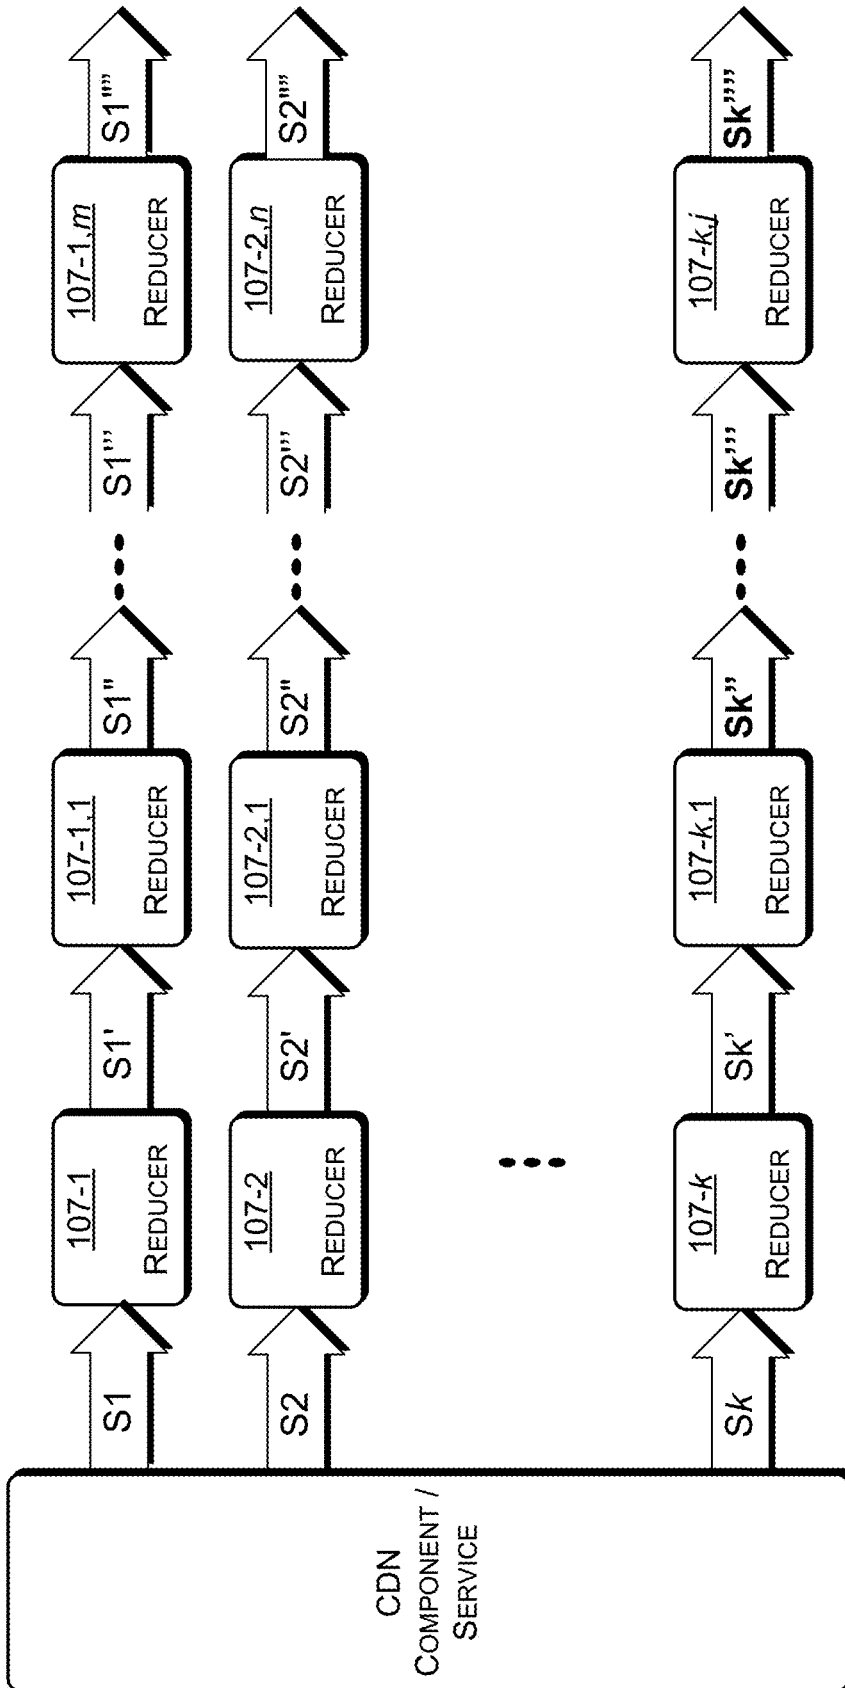 CDN
COMPONENT /
SERVICE
S1
107-1
REDUCER
S1'
107-1,1
REDUCER
S1"
S1"'
107-1,m
REDUCER
S1""
S2
107-2
REDUCER
S2'
107-2,1
REDUCER
S2"
S2"'
107-2,n
REDUCER
S2""
Sk
107-k
REDUCER
Sk'
107-k,1
REDUCER
Sk”
Sk”’
107-k,j
REDUCER
Sk””